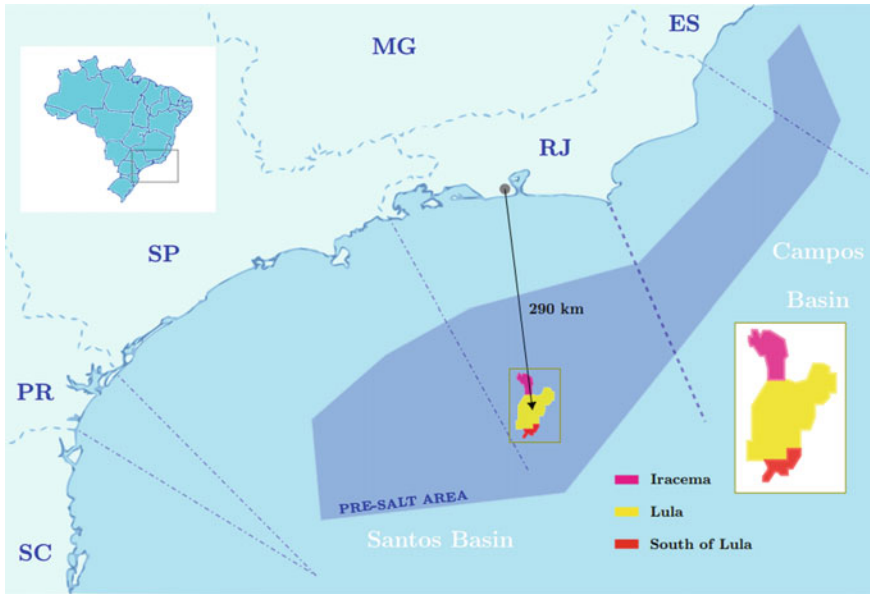 ES
MG
RJ
SP
Campos
Basin
290 km
PR
Iracema
PRE-SALT AREA
Lula
Santos Basin
SC
South of Lula